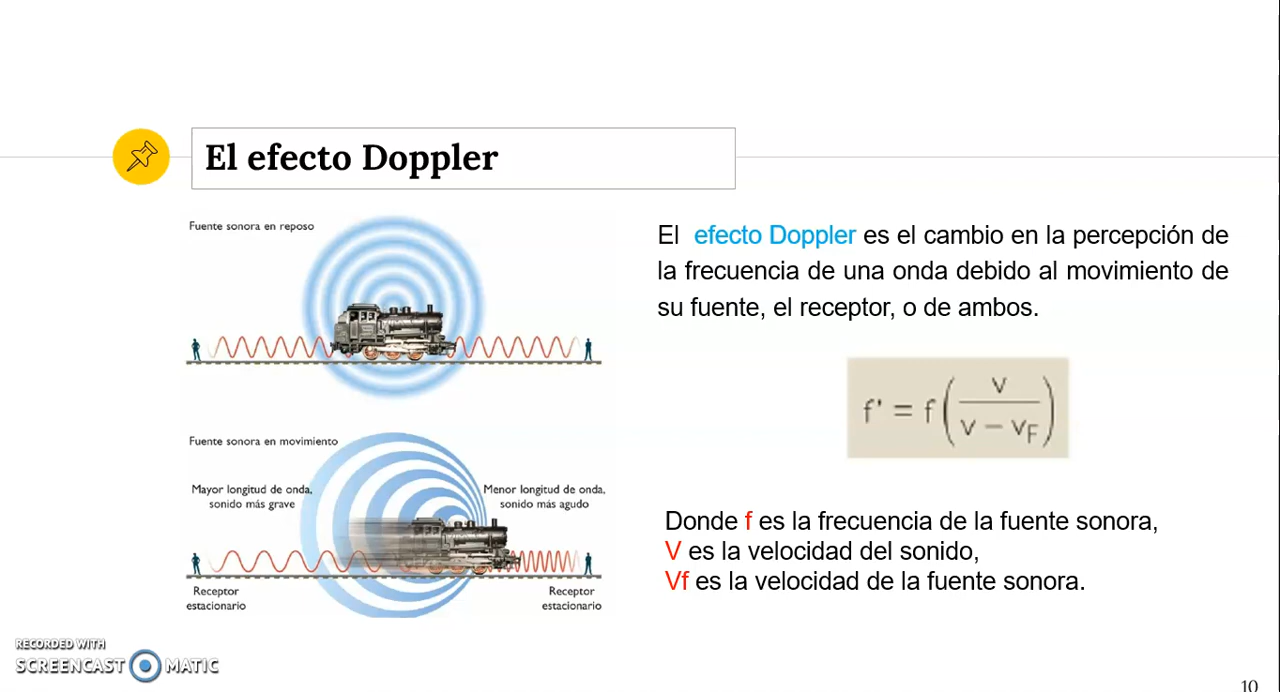 El efecto Doppler
Fuente sonora en reposo
El efecto Doppler es el cambio en la percepción de
la frecuencia de una onda debido al movimiento de
su fuente, el receptor, o de ambos.
f' = f( v / v − vF )
Fuente sonora en movimiento
Mayor longitud de onda,
sonido más grave
Menor longitud de onda,
sonido más agudo
Receptor
estacionario
Receptor
estacionario
Donde f es la frecuencia de la fuente sonora,
V es la velocidad del sonido,
Vf es la velocidad de la fuente sonora.
RECORDED WITH
SCREENCAST MATIC
10